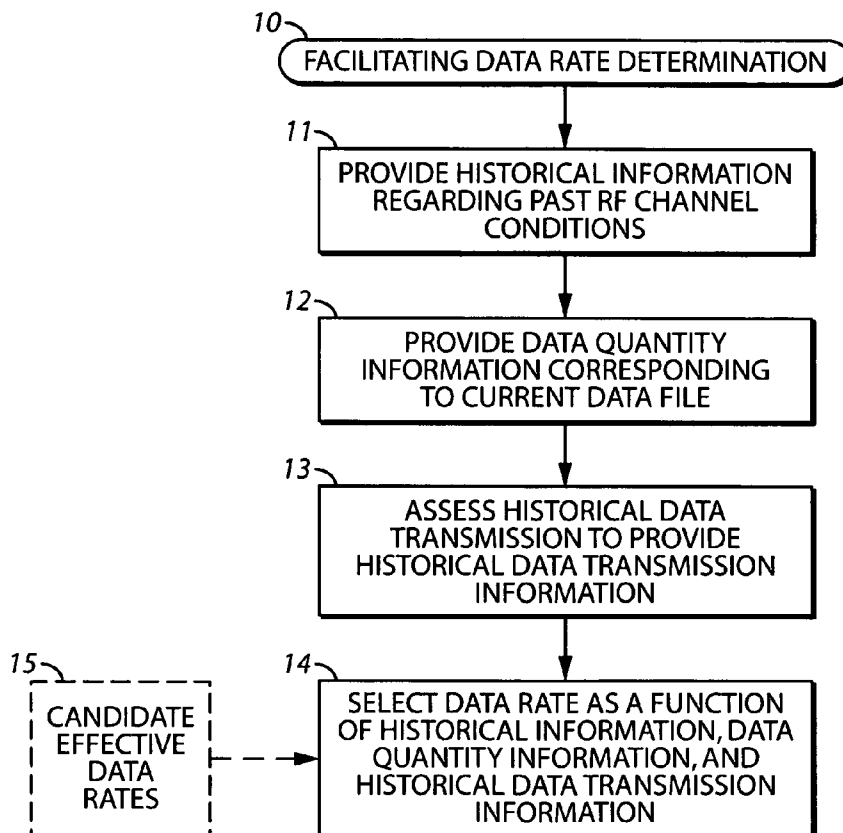 10
FACILITATING DATA RATE DETERMINATION
11
PROVIDE HISTORICAL INFORMATION
REGARDING PAST RF CHANNEL
CONDITIONS
12
PROVIDE DATA QUANTITY
INFORMATION CORRESPONDING
TO CURRENT DATA FILE
13
ASSESS HISTORICAL DATA
TRANSMISSION TO PROVIDE
HISTORICAL DATA TRANSMISSION
INFORMATION
15
CANDIDATE
EFFECTIVE
DATA
RATES
14
SELECT DATA RATE AS A FUNCTION
OF HISTORICAL INFORMATION, DATA
QUANTITY INFORMATION, AND
HISTORICAL DATA TRANSMISSION
INFORMATION